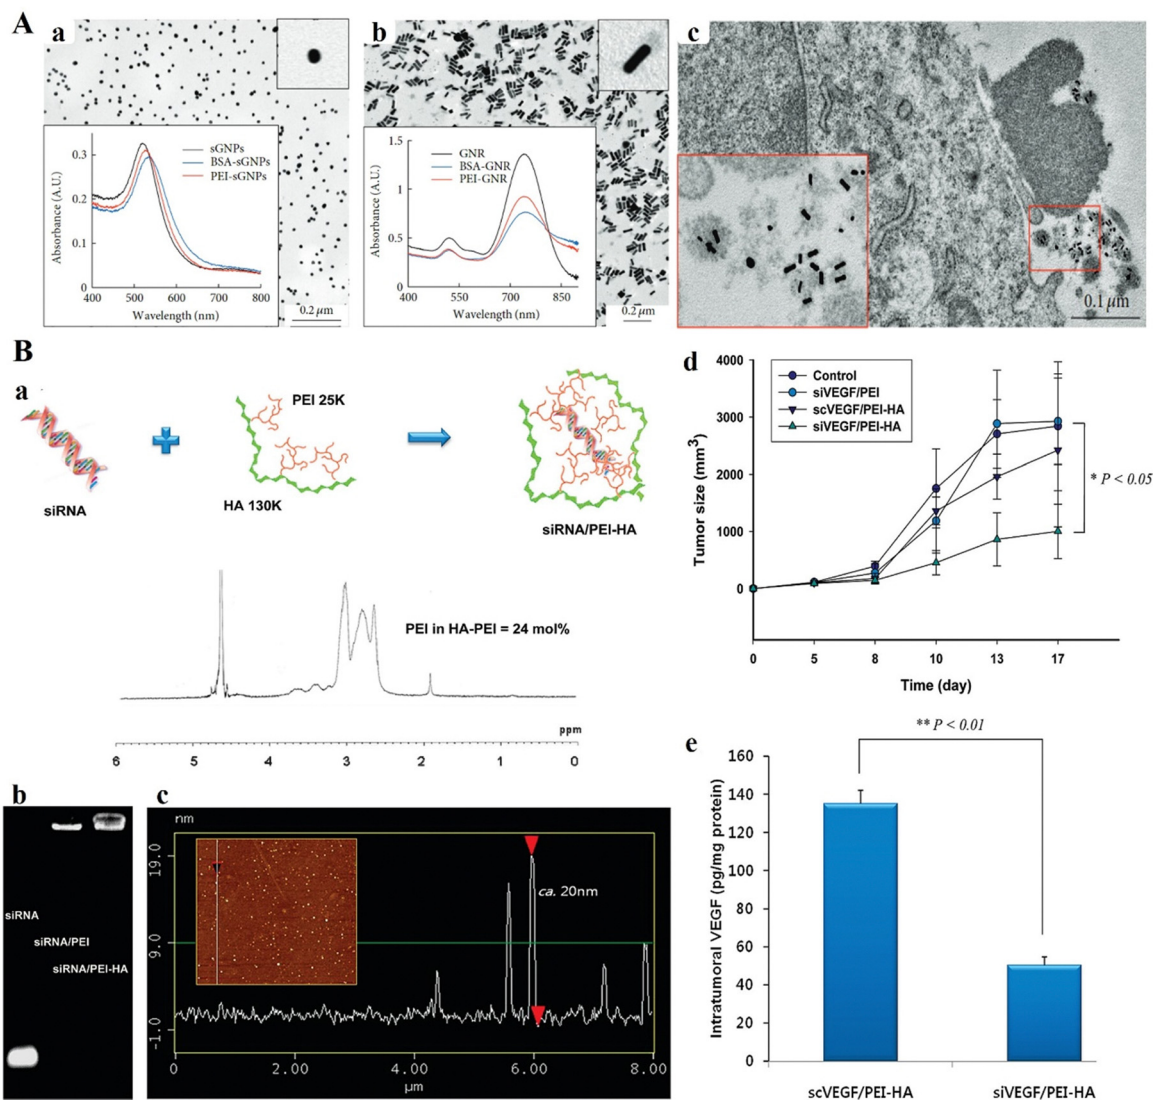 A
a
sGNPs
BSA-sGNPs
PEI-sGNPs
0.3
0.2
0.1
0
400 500 600 700 800
Absorbance (A.U.)
Wavelength (nm)
0.2 μm
b
GNR
BSA-GNR
PEI-GNR
1.5
1
0.5
0
400 550 700 850
Absorbance (A.U.)
Wavelength (nm)
0.2 μm
c
0.1 μm
B
a
siRNA
PEI 25K
HA 130K
siRNA/PEI-HA
PEI in HA-PEI = 24 mol%
ppm
6 5 4 3 2 1 0
b
siRNA
siRNA/PEI
siRNA/PEI-HA
c
nm
19.0
9.0
-1.0
ca. 20nm
0 2.00 4.00 6.00 8.00
μm
d
Control
siVEGF/PEI
scVEGF/PEI-HA
siVEGF/PEI-HA
4000
3000
2000
1000
0
Tumor size (mm³)
* P < 0.05
0 5 8 10 13 17
Time (day)
e
** P < 0.01
160
140
120
100
80
60
40
20
0
Intratumoral VEGF (pg/mg protein)
scVEGF/PEI-HA siVEGF/PEI-HA